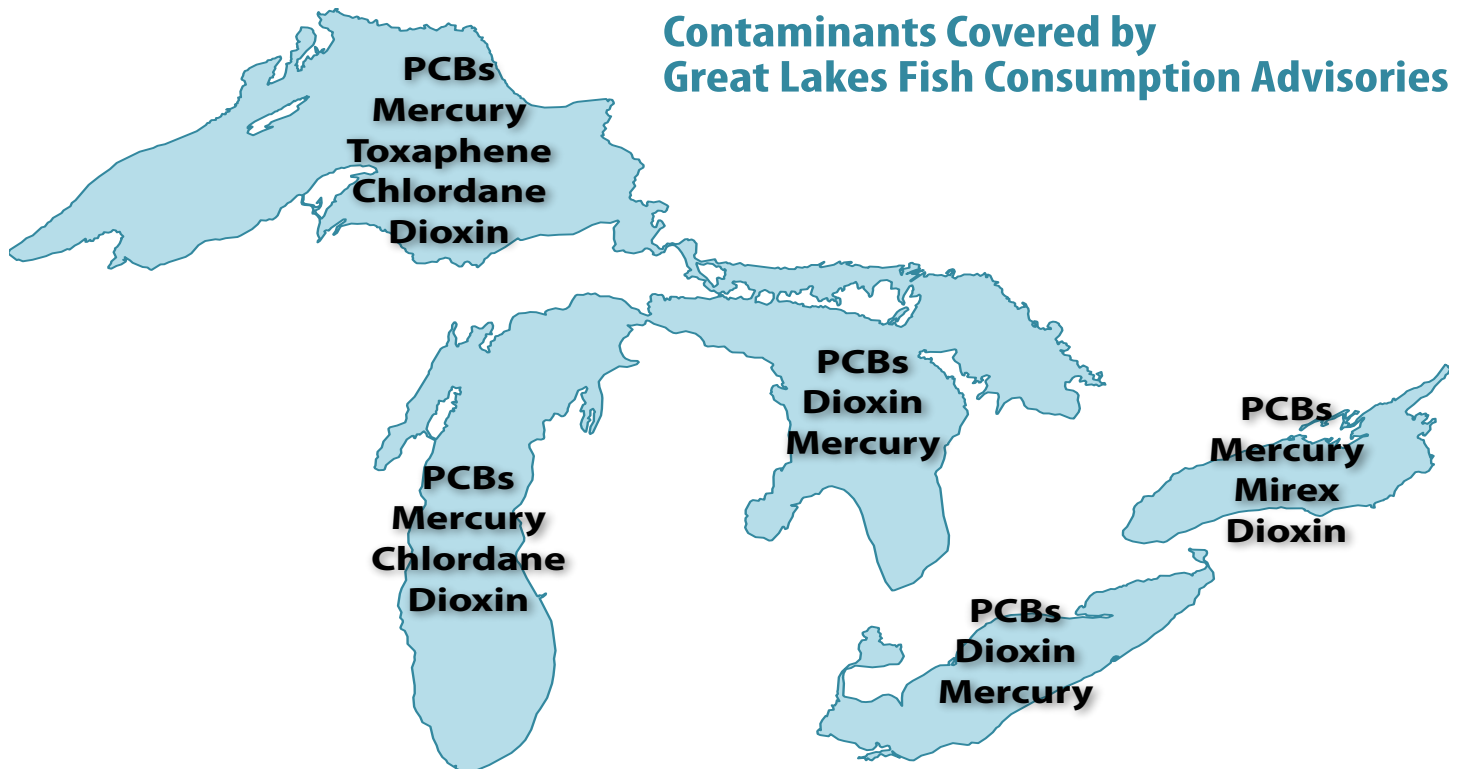 Contaminants Covered by
Great Lakes Fish Consumption Advisories
PCBs
Mercury
Toxaphene
Chlordane
Dioxin
PCBs
Mercury
Chlordane
Dioxin
PCBs
Dioxin
Mercury
PCBs
Mercury
Mirex
Dioxin
PCBs
Dioxin
Mercury